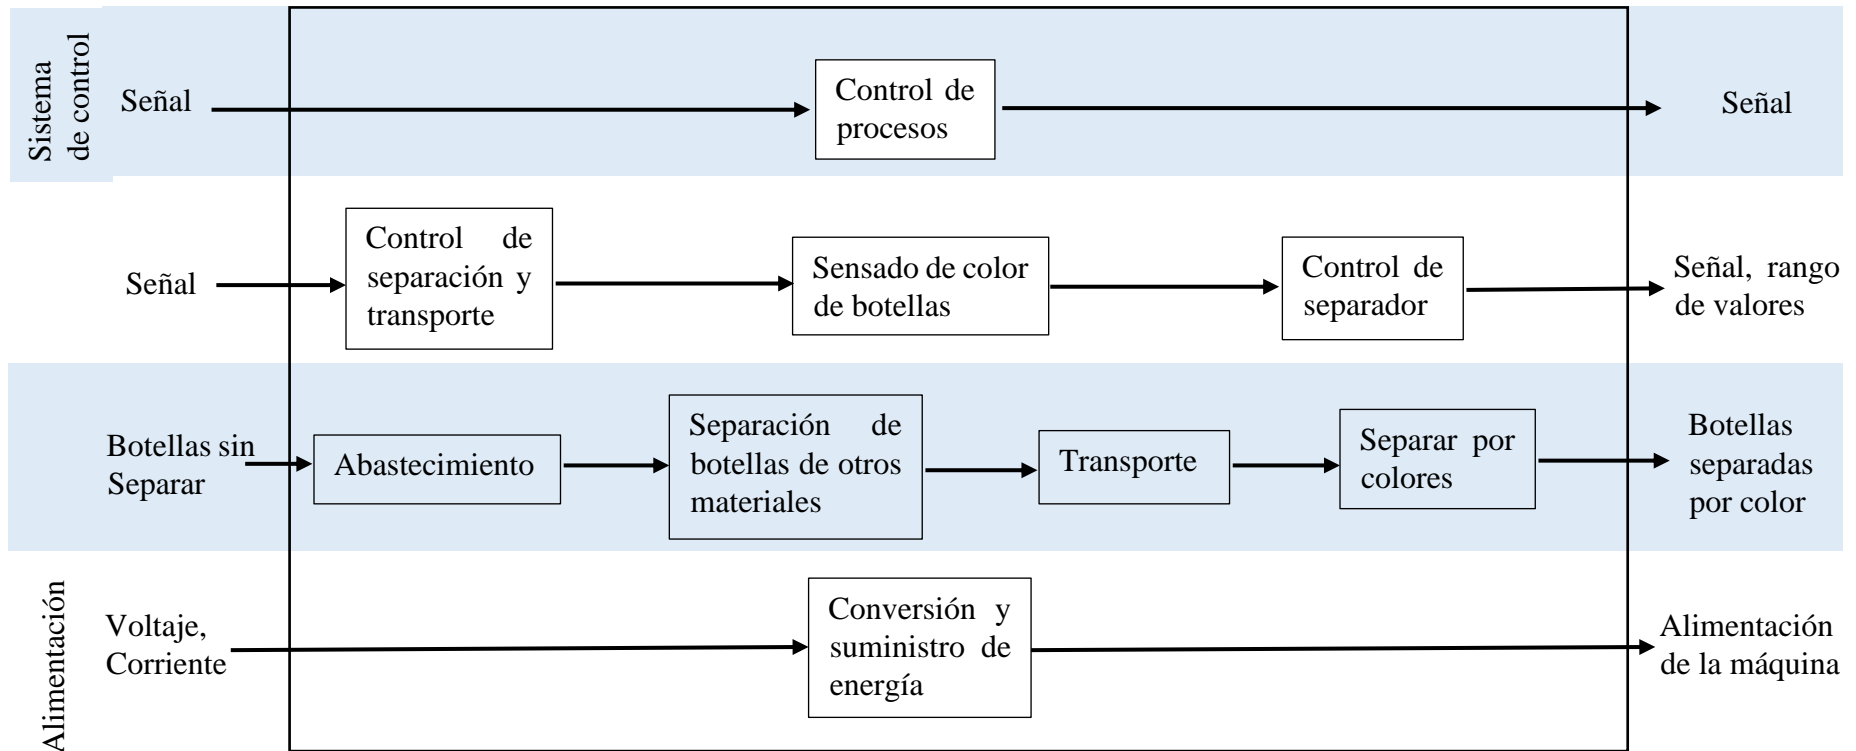 Sistema
de control
Señal
Control de
procesos
Señal
Señal
Control de
separación y
transporte
Sensado de color
de botellas
Control de
separador
Señal, rango
de valores
Botellas sin
Separar
Abastecimiento
Separación de
botellas de otros
materiales
Transporte
Separar por
colores
Botellas
separadas
por color
Alimentación
Voltaje,
Corriente
Conversión y
suministro de
energía
Alimentación
de la máquina